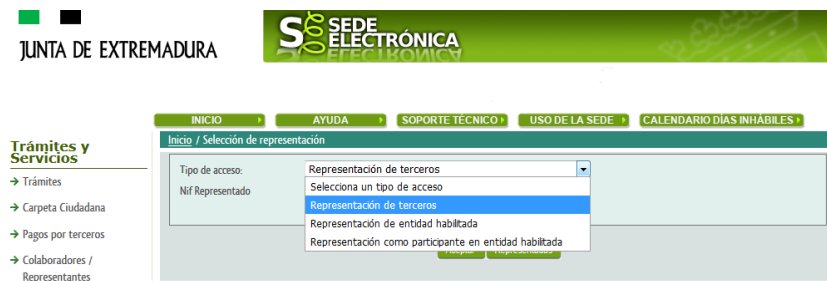 JUNTA DE EXTREMADURA
SEDE
ELECTRÓNICA
INICIO
AYUDA
SOPORTE TÉCNICO
USO DE LA SEDE
CALENDARIO DÍAS INHÁBILES
Inicio / Selección de representación
Trámites y
Servicios
Trámites
Carpeta Ciudadana
Pagos por terceros
Colaboradores /
Representantes
Tipo de acceso:
Representación de terceros
Nif Representado
Selecciona un tipo de acceso
Representación de terceros
Representación de entidad habilitada
Representación como participante en entidad habilitada